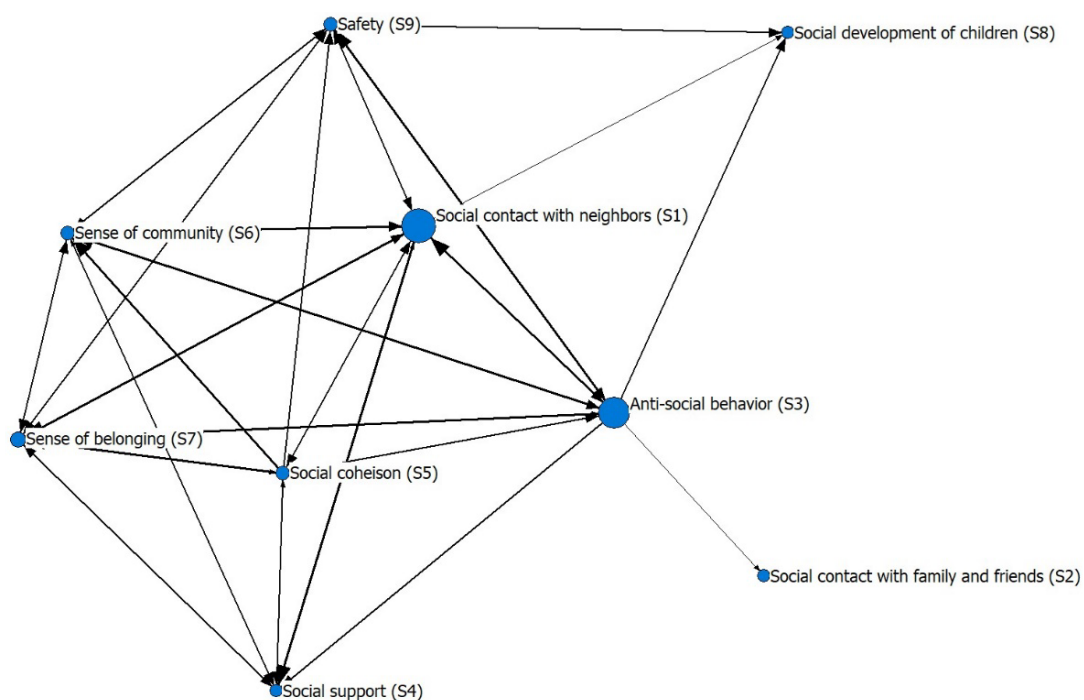 Safety (S9)
Social development of children (S8)
Social contact with neighbors (S1)
Sense of community (S6)
Anti-social behavior (S3)
Sense of belonging (S7)
Social coheison (S5)
Social contact with family and friends (S2)
Social support (S4)